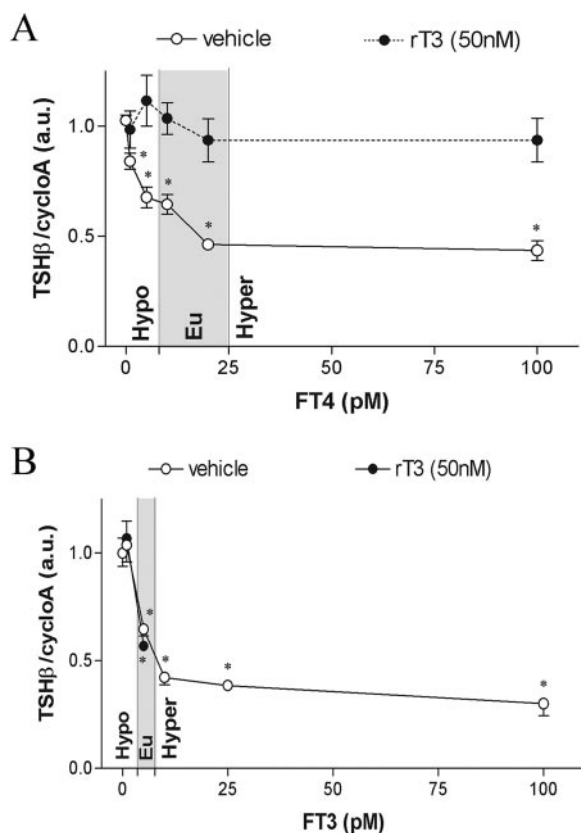 A
vehicle
rT3 (50nM)
TSHβ/cycloA (a.u.)
1.0
0.5
0.0
*
*
*
*
*
Hypo
Eu
Hyper
0
25
50
75
100
FT4 (pM)
B
vehicle
rT3 (50nM)
TSHβ/cycloA (a.u.)
1.0
0.5
0.0
*
*
*
*
*
Hypo
Eu
Hyper
0
25
50
75
100
FT3 (pM)